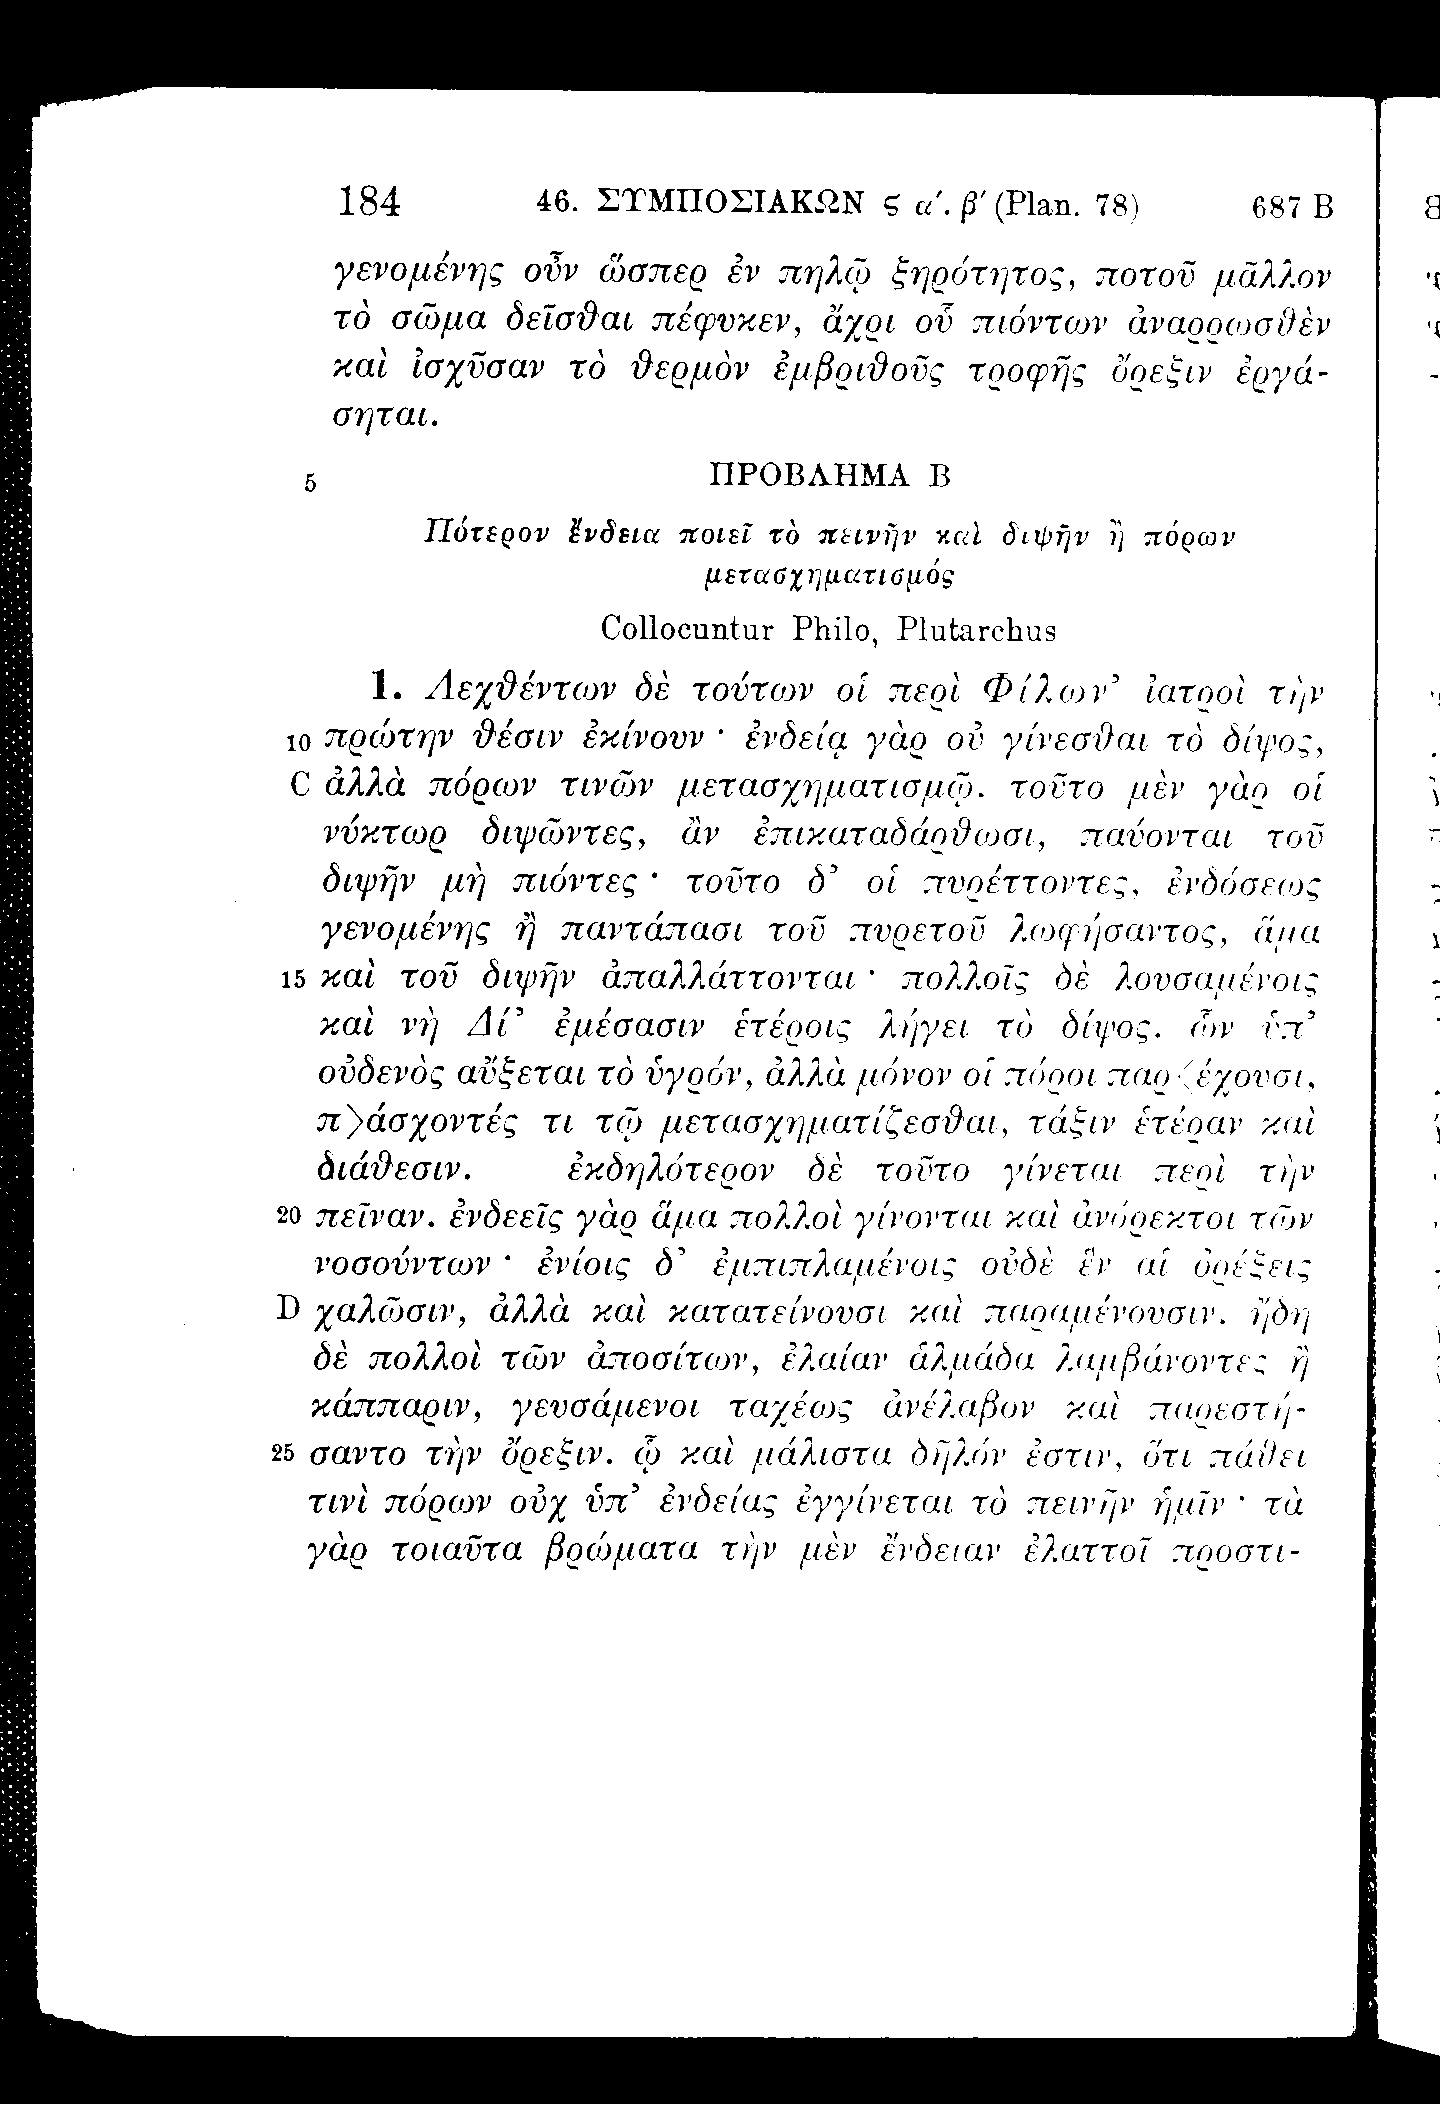 184 46. ΣΥΜΠΟΣΙΑΚΩΝ ϛ α΄. β΄ (Plan. 78) 687 B
γενομένης οὖν ὥσπερ ἐν πηλῷ ξηρότητος, ποτοῦ μᾶλλον
τὸ σῶμα δεῖσθαι πέφυκεν, ἄχρι οὗ πιόντων ἀναρρωσθὲν
καὶ ἰσχῦσαν τὸ θερμὸν ἐμβριθοῦς τροφῆς ὄρεξιν ἐργά-
σηται.
5 ΠΡΟΒΛΗΜΑ Β
Πότερον ἔνδεια ποιεῖ τὸ πεινῆν καὶ διψῆν ἢ πόρων
μετασχηματισμός
Collocuntur Philo, Plutarchus
1. Λεχθέντων δὲ τούτων οἱ περὶ Φίλων’ ἰατροὶ τὴν
10 πρώτην θέσιν ἐκίνουν · ἐνδείᾳ γὰρ οὐ γίνεσθαι τὸ δίψος,
C ἀλλὰ πόρων τινῶν μετασχηματισμῷ. τοῦτο μὲν γὰρ οἱ
νύκτωρ διψῶντες, ἂν ἐπικαταδάρθωσι, παύονται τοῦ
διψῆν μὴ πιόντες · τοῦτο δ’ οἱ πυρέττοντες, ἐνδόσεως
γενομένης ἢ παντάπασι τοῦ πυρετοῦ λωφήσαντος, ἅμα
15 καὶ τοῦ διψῆν ἀπαλλάττονται · πολλοῖς δὲ λουσαμένοις
καὶ νὴ Δί’ ἐμέσασιν ἑτέροις λήγει τὸ δίψος. ὧν ὑπ’
οὐδενὸς αὔξεται τὸ ὑγρόν, ἀλλὰ μόνον οἱ πόροι παρ〈έχουσι,
π〉άσχοντές τι τῷ μετασχηματίζεσθαι, τάξιν ἑτέραν καὶ
διάθεσιν. ἐκδηλότερον δὲ τοῦτο γίνεται περὶ τὴν
20 πεῖναν. ἐνδεεῖς γὰρ ἅμα πολλοὶ γίνονται καὶ ἀνόρεκτοι τῶν
νοσούντων · ἐνίοις δ’ ἐμπιπλαμένοις οὐδὲ ἓν αἱ ὀρέξεις
D χαλῶσιν, ἀλλὰ καὶ κατατείνουσι καὶ παραμένουσιν. ἤδη
δὲ πολλοὶ τῶν ἀποσίτων, ἐλαίαν ἁλμάδα λαμβάνοντες ἢ
κάππαριν, γευσάμενοι ταχέως ἀνέλαβον καὶ παρεστή-
25 σαντο τὴν ὄρεξιν. ᾧ καὶ μάλιστα δῆλόν ἐστιν, ὅτι πάθει
τινὶ πόρων οὐχ ὑπ’ ἐνδείας ἐγγίνεται τὸ πεινῆν ἡμῖν · τὰ
γὰρ τοιαῦτα βρώματα τὴν μὲν ἔνδειαν ἐλαττοῖ προστι-